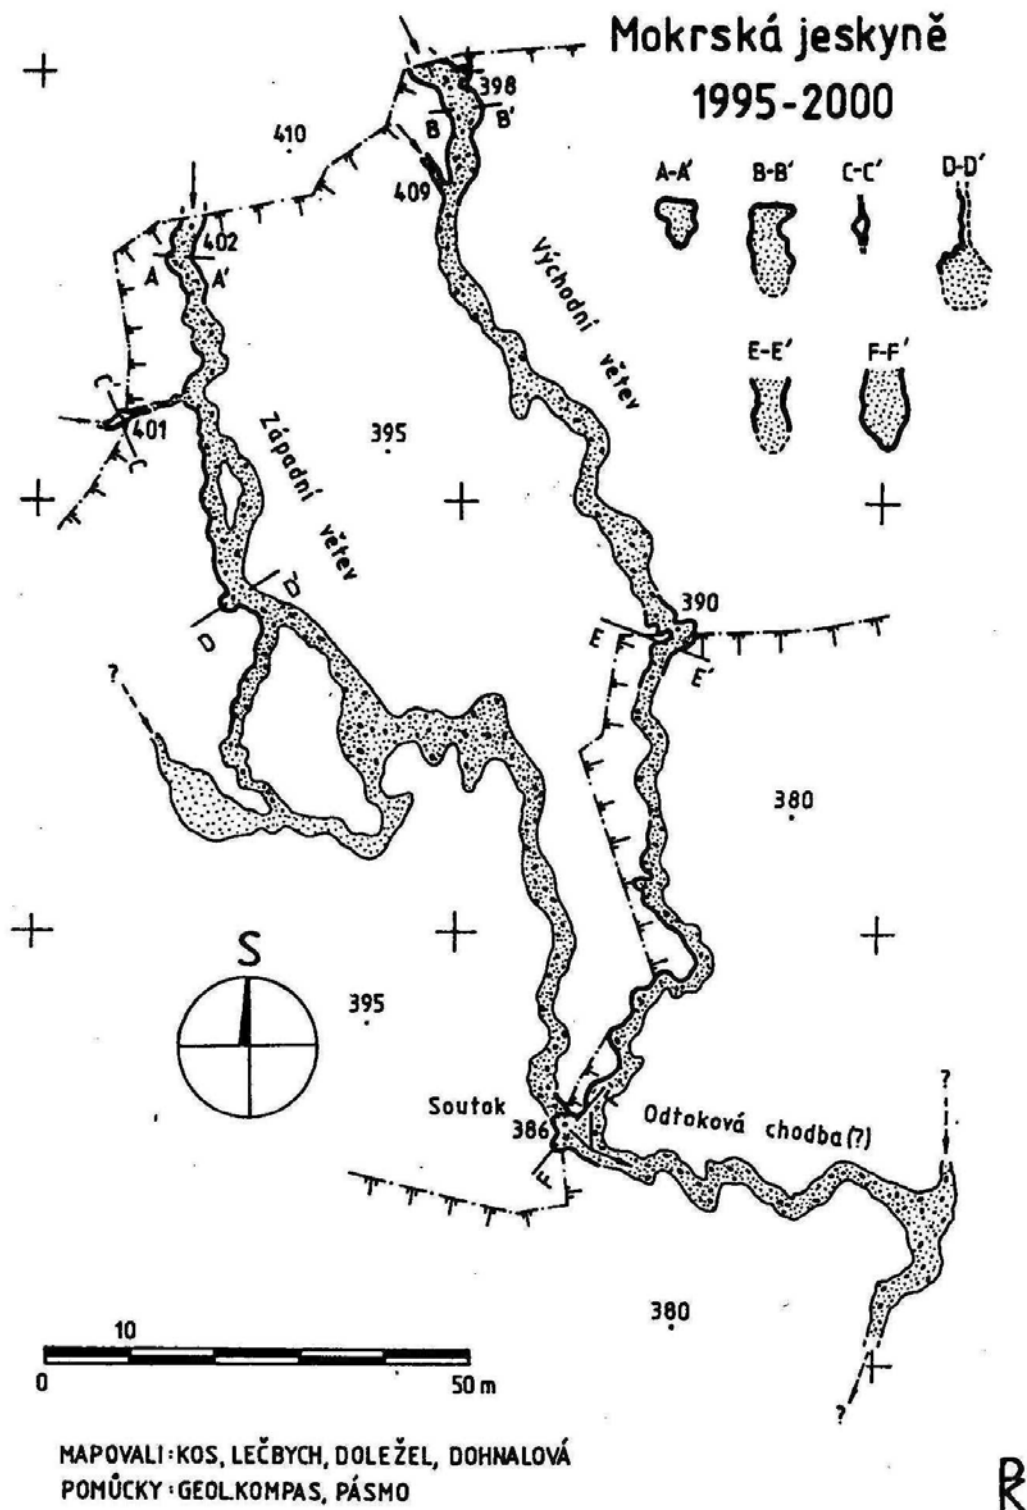 Mokrská jeskyně
1995-2000
398
B
B'
410
409
402
A
A'
A-A'
B-B'
C-C'
D-D'
E-E'
F-F'
Východní větev
C'
401
C
395
Západní větev
D'
D
390
E
E'
?
380
S
395
Soutok
386
F
Odtoková chodba(?)
?
380
?
10
0
50 m
MAPOVALI: KOS, LEČBYCH, DOLEŽEL, DOHNALOVÁ
POMŮCKY: GEOL.KOMPAS, PÁSMO